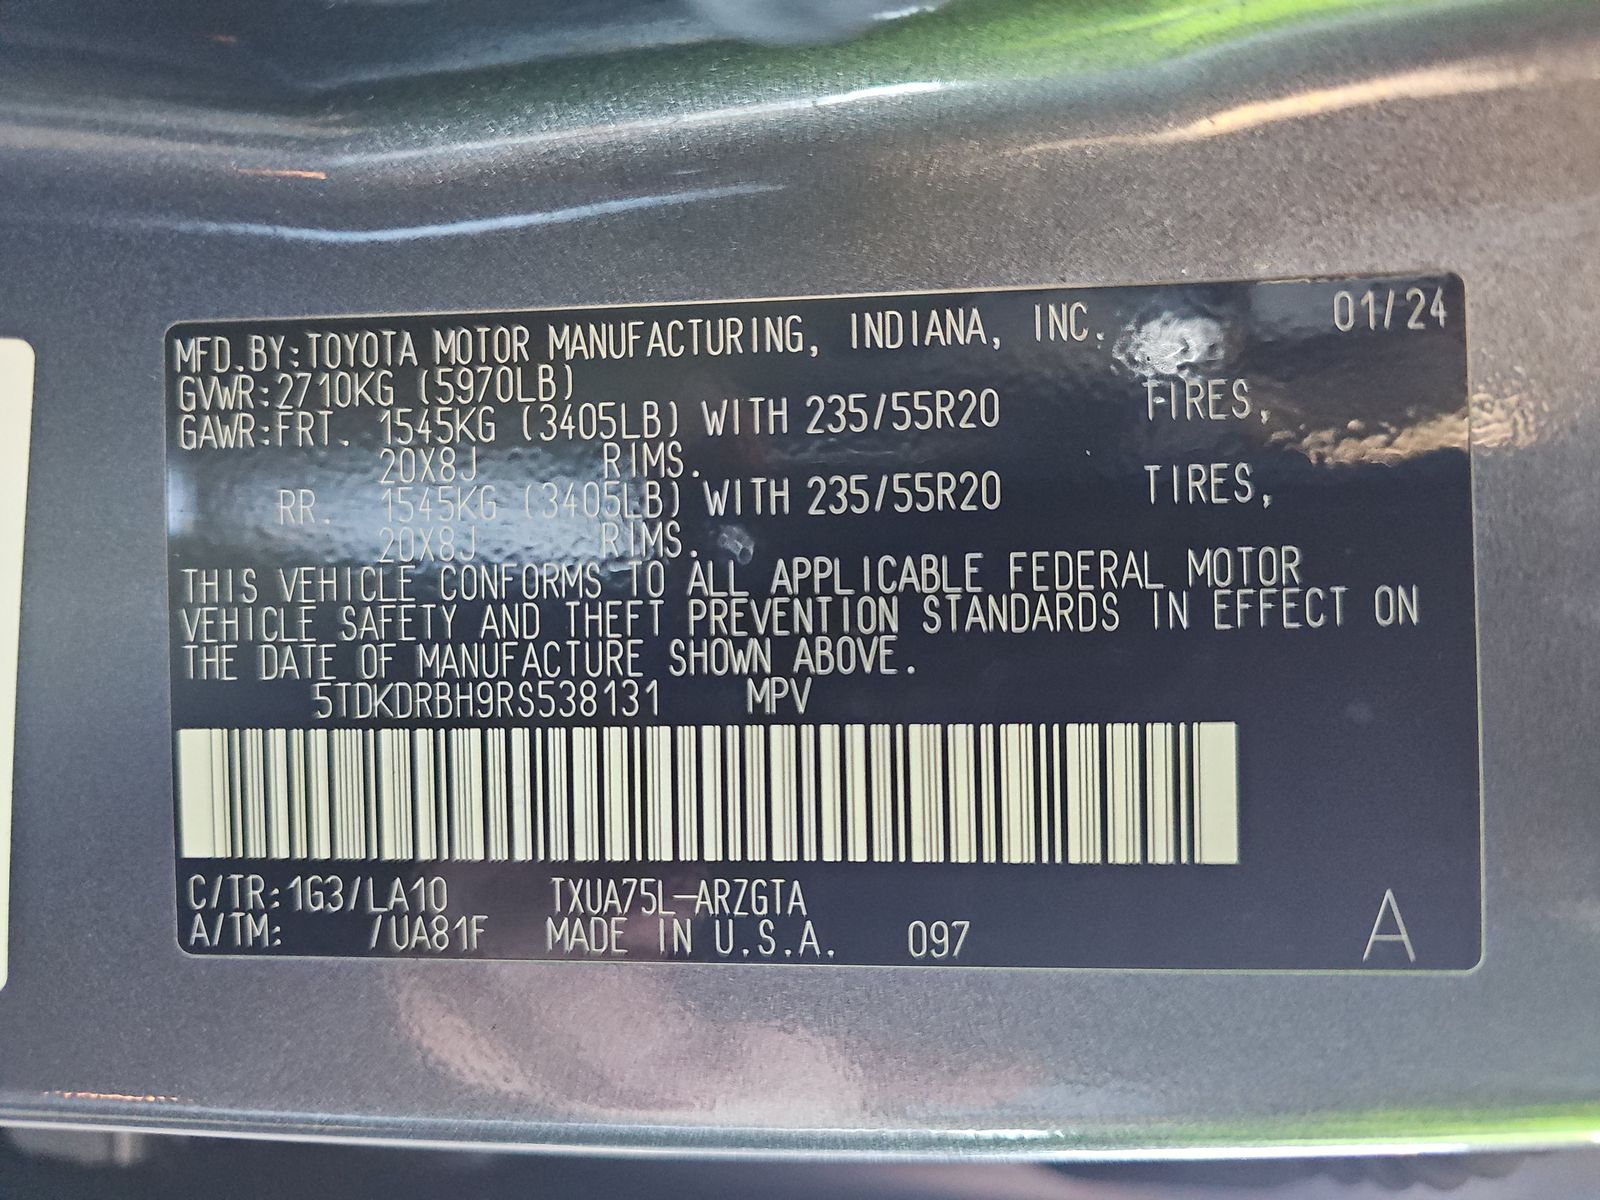 MFD.BY:TOYOTA MOTOR MANUFACTURING, INDIANA, INC. 01/24
GVWR:2710KG (5970LB)
GAWR:FRT. 1545KG (3405LB) WITH 235/55R20 TIRES,
20X8J RIMS.
RR. 1545KG (3405LB) WITH 235/55R20 TIRES,
20X8J RIMS.
THIS VEHICLE CONFORMS TO ALL APPLICABLE FEDERAL MOTOR
VEHICLE SAFETY AND THEFT PREVENTION STANDARDS IN EFFECT ON
THE DATE OF MANUFACTURE SHOWN ABOVE.
5TDKDRBH9RS538131 MPV
C/TR:1G3/LA10 TXUA75L-ARZGTA
A/TM: /UA81F MADE IN U.S.A. 097 A